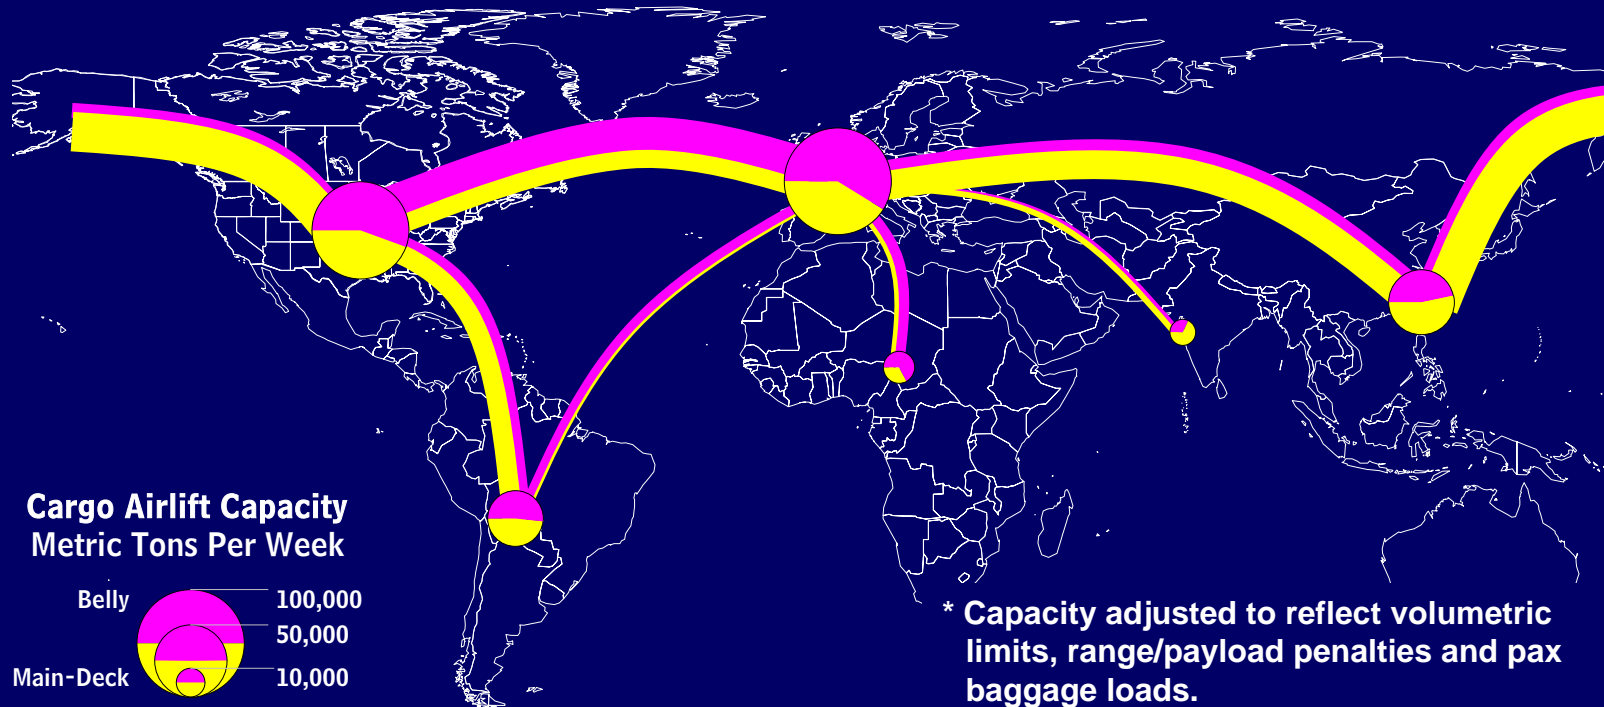 Cargo Airlift Capacity
Metric Tons Per Week
Belly
100,000
50,000
Main-Deck
10,000
* Capacity adjusted to reflect volumetric
limits, range/payload penalties and pax
baggage loads.